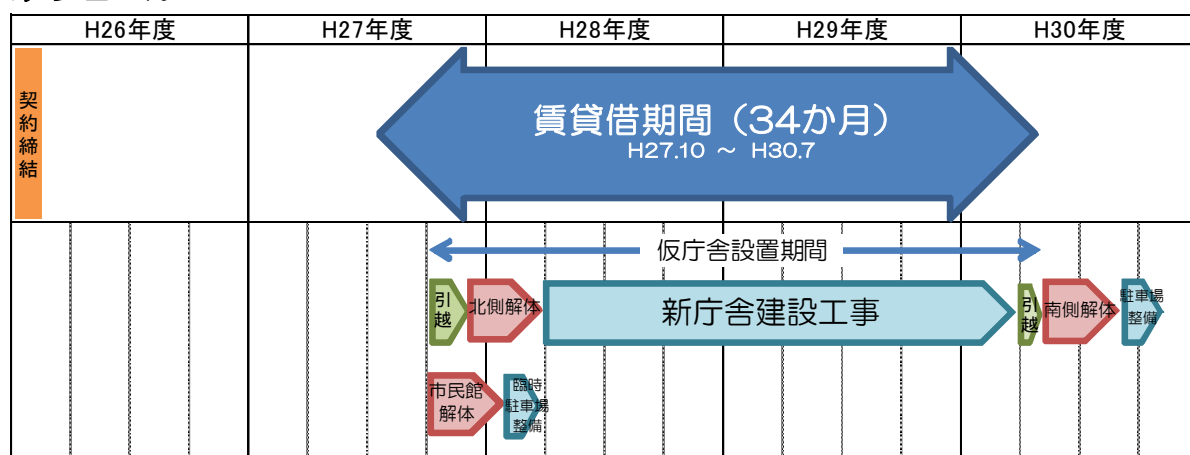 H26年度
H27年度
H28年度
H29年度
H30年度
契約締結
賃貸借期間（34か月）
H27.10 ～ H30.7
仮庁舎設置期間
引越
北側解体
新庁舎建設工事
引越
南側解体
駐車場
整備
市民館
解体
臨時
駐車場
整備